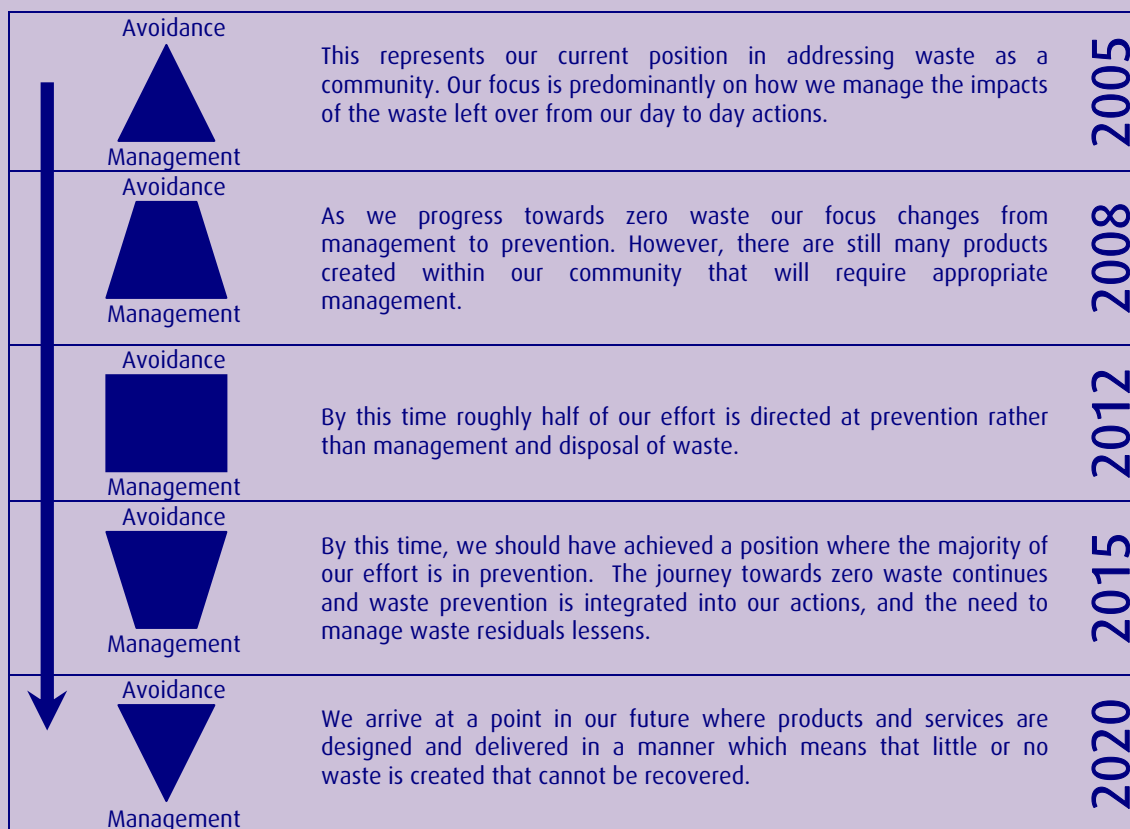 Avoidance
This represents our current position in addressing waste as a
community. Our focus is predominantly on how we manage the impacts
of the waste left over from our day to day actions.
Management
2005
Avoidance
As we progress towards zero waste our focus changes from
management to prevention. However, there are still many products
created within our community that will require appropriate
management.
Management
2008
Avoidance
By this time roughly half of our effort is directed at prevention rather
than management and disposal of waste.
Management
2012
Avoidance
By this time, we should have achieved a position where the majority of
our effort is in prevention.  The journey towards zero waste continues
and waste prevention is integrated into our actions, and the need to
manage waste residuals lessens.
Management
2015
Avoidance
We arrive at a point in our future where products and services are
designed and delivered in a manner which means that little or no
waste is created that cannot be recovered.
Management
2020